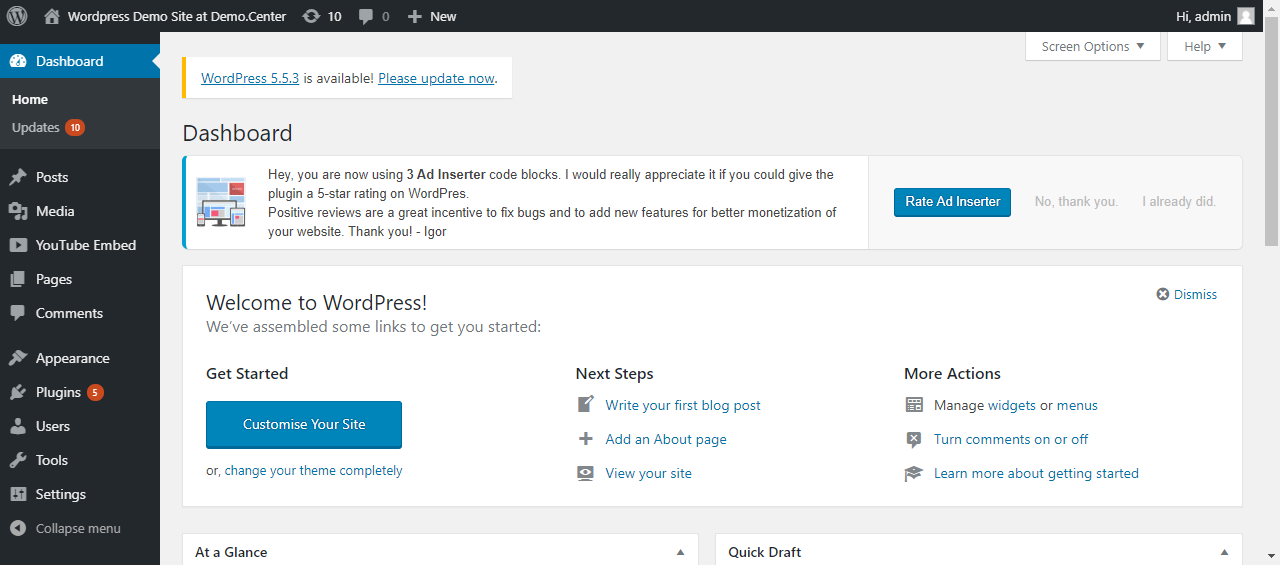 Wordpress Demo Site at Demo.Center 10 0 New Hi, admin
Dashboard
Home
Updates 10
Posts
Media
YouTube Embed
Pages
Comments
Appearance
Plugins 5
Users
Tools
Settings
Collapse menu
Screen Options Help
WordPress 5.5.3 is available! Please update now.
Dashboard
Hey, you are now using 3 Ad Inserter code blocks. I would really appreciate it if you could give the
plugin a 5-star rating on WordPres.
Positive reviews are a great incentive to fix bugs and to add new features for better monetization of
your website. Thank you! - Igor
Rate Ad Inserter No, thank you. I already did.
Welcome to WordPress!
Dismiss
We've assembled some links to get you started:
Get Started
Customise Your Site
or, change your theme completely
Next Steps
Write your first blog post
Add an About page
View your site
More Actions
Manage widgets or menus
Turn comments on or off
Learn more about getting started
At a Glance
Quick Draft